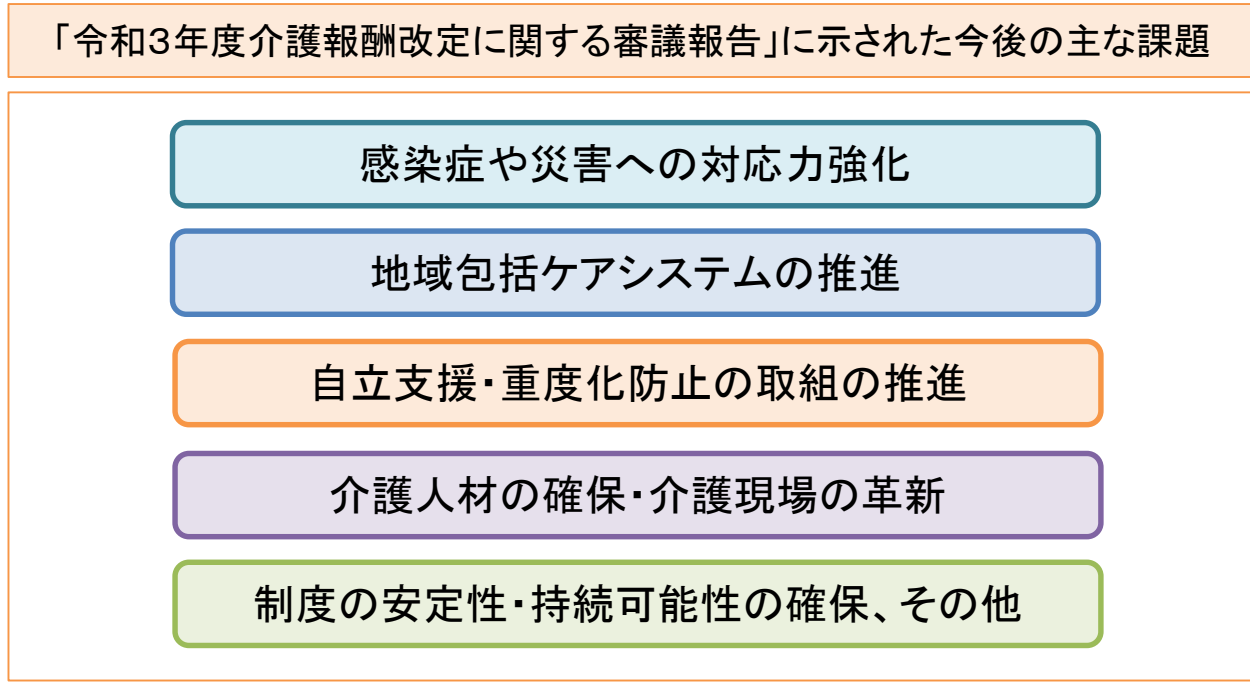 「令和３年度介護報酬改定に関する審議報告」に示された今後の主な課題
感染症や災害への対応力強化
地域包括ケアシステムの推進
自立支援・重度化防止の取組の推進
介護人材の確保・介護現場の革新
制度の安定性・持続可能性の確保、その他